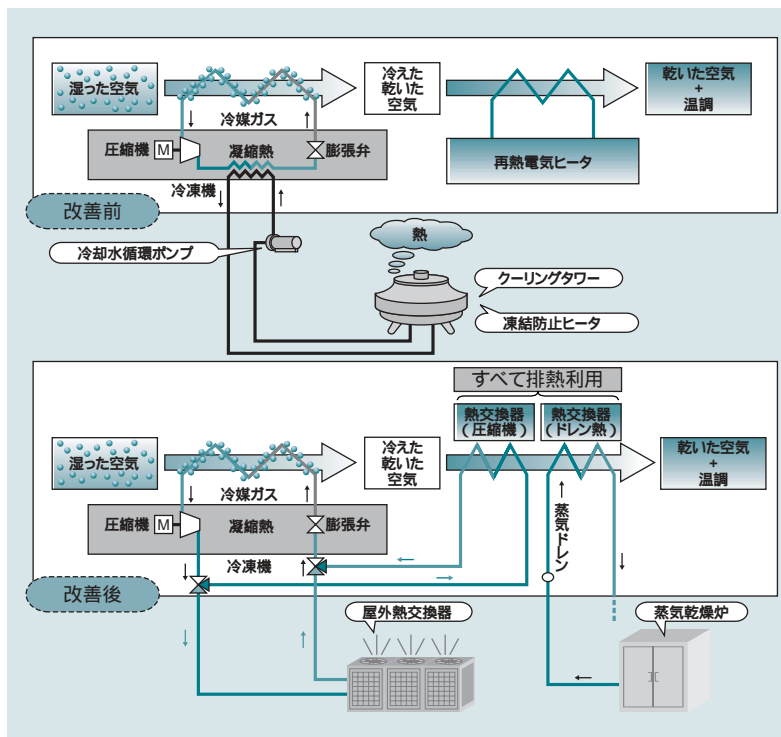 湿った空気
冷えた
乾いた
空気
乾いた空気
+
温調
冷媒ガス
圧縮機
M
凝縮熱
膨張弁
再熱電気ヒータ
冷凍機
改善前
冷却水循環ポンプ
熱
クーリングタワー
凍結防止ヒータ
すべて排熱利用
熱交換器
(圧縮機)
熱交換器
(ドレン熱)
湿った空気
冷えた
乾いた
空気
乾いた空気
+
温調
冷媒ガス
圧縮機
M
凝縮熱
膨張弁
蒸気ドレン
冷凍機
改善後
屋外熱交換器
蒸気乾燥炉